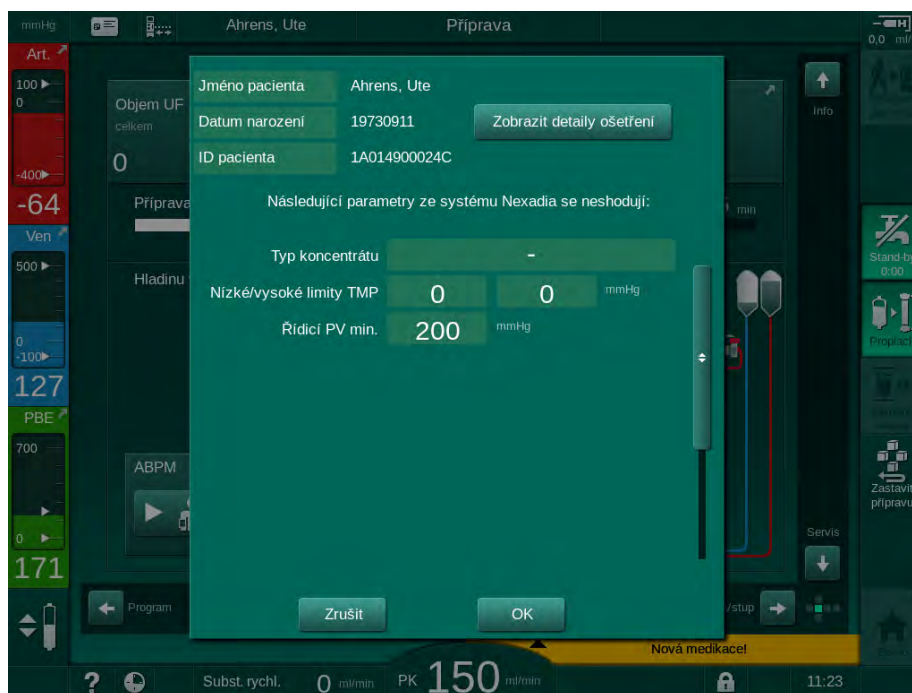 mmHg
Ahrens, Ute
Příprava
0,0 ml/
Art.
100
0
-400
-64
Ven
500
0
-100
127
PBE
700
0
171
Objem UF
celkem
0
Příprava
min
Hladinu
ABPM
Jméno pacienta Ahrens, Ute
Datum narození 19730911 Zobrazit detaily ošetření
ID pacienta 1A014900024C
Následující parametry ze systému Nexadia se neshodují:
Typ koncentrátu -
Nízké/vysoké limity TMP 0 0 mmHg
Řídicí PV min. 200 mmHg
Zrušit OK
Info
Servis
Stand-by
0:00
Proplach
Zastavit
přípravu
Program
/stup
Nová medikace!
? Subst. rychl. 0 ml/min PK 150 ml/min 11:23